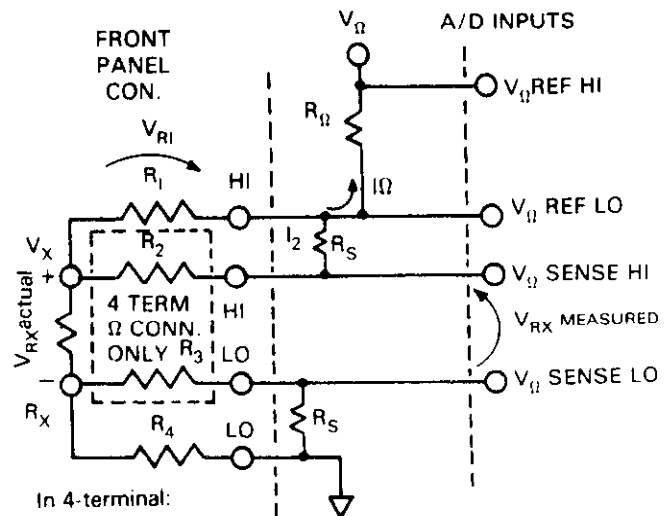 FRONT
PANEL
CON.
VΩ
A/D INPUTS
VΩ REF HI
RΩ
VRI
R1
HI
IΩ
VΩ REF LO
VX
R2
I2
RS
+
HI
VΩ SENSE HI
4 TERM
Ω CONN.
ONLY
VRX actual
R3
LO
VRX MEASURED
−
VΩ SENSE LO
RX
R4
LO
RS
In 4-terminal: